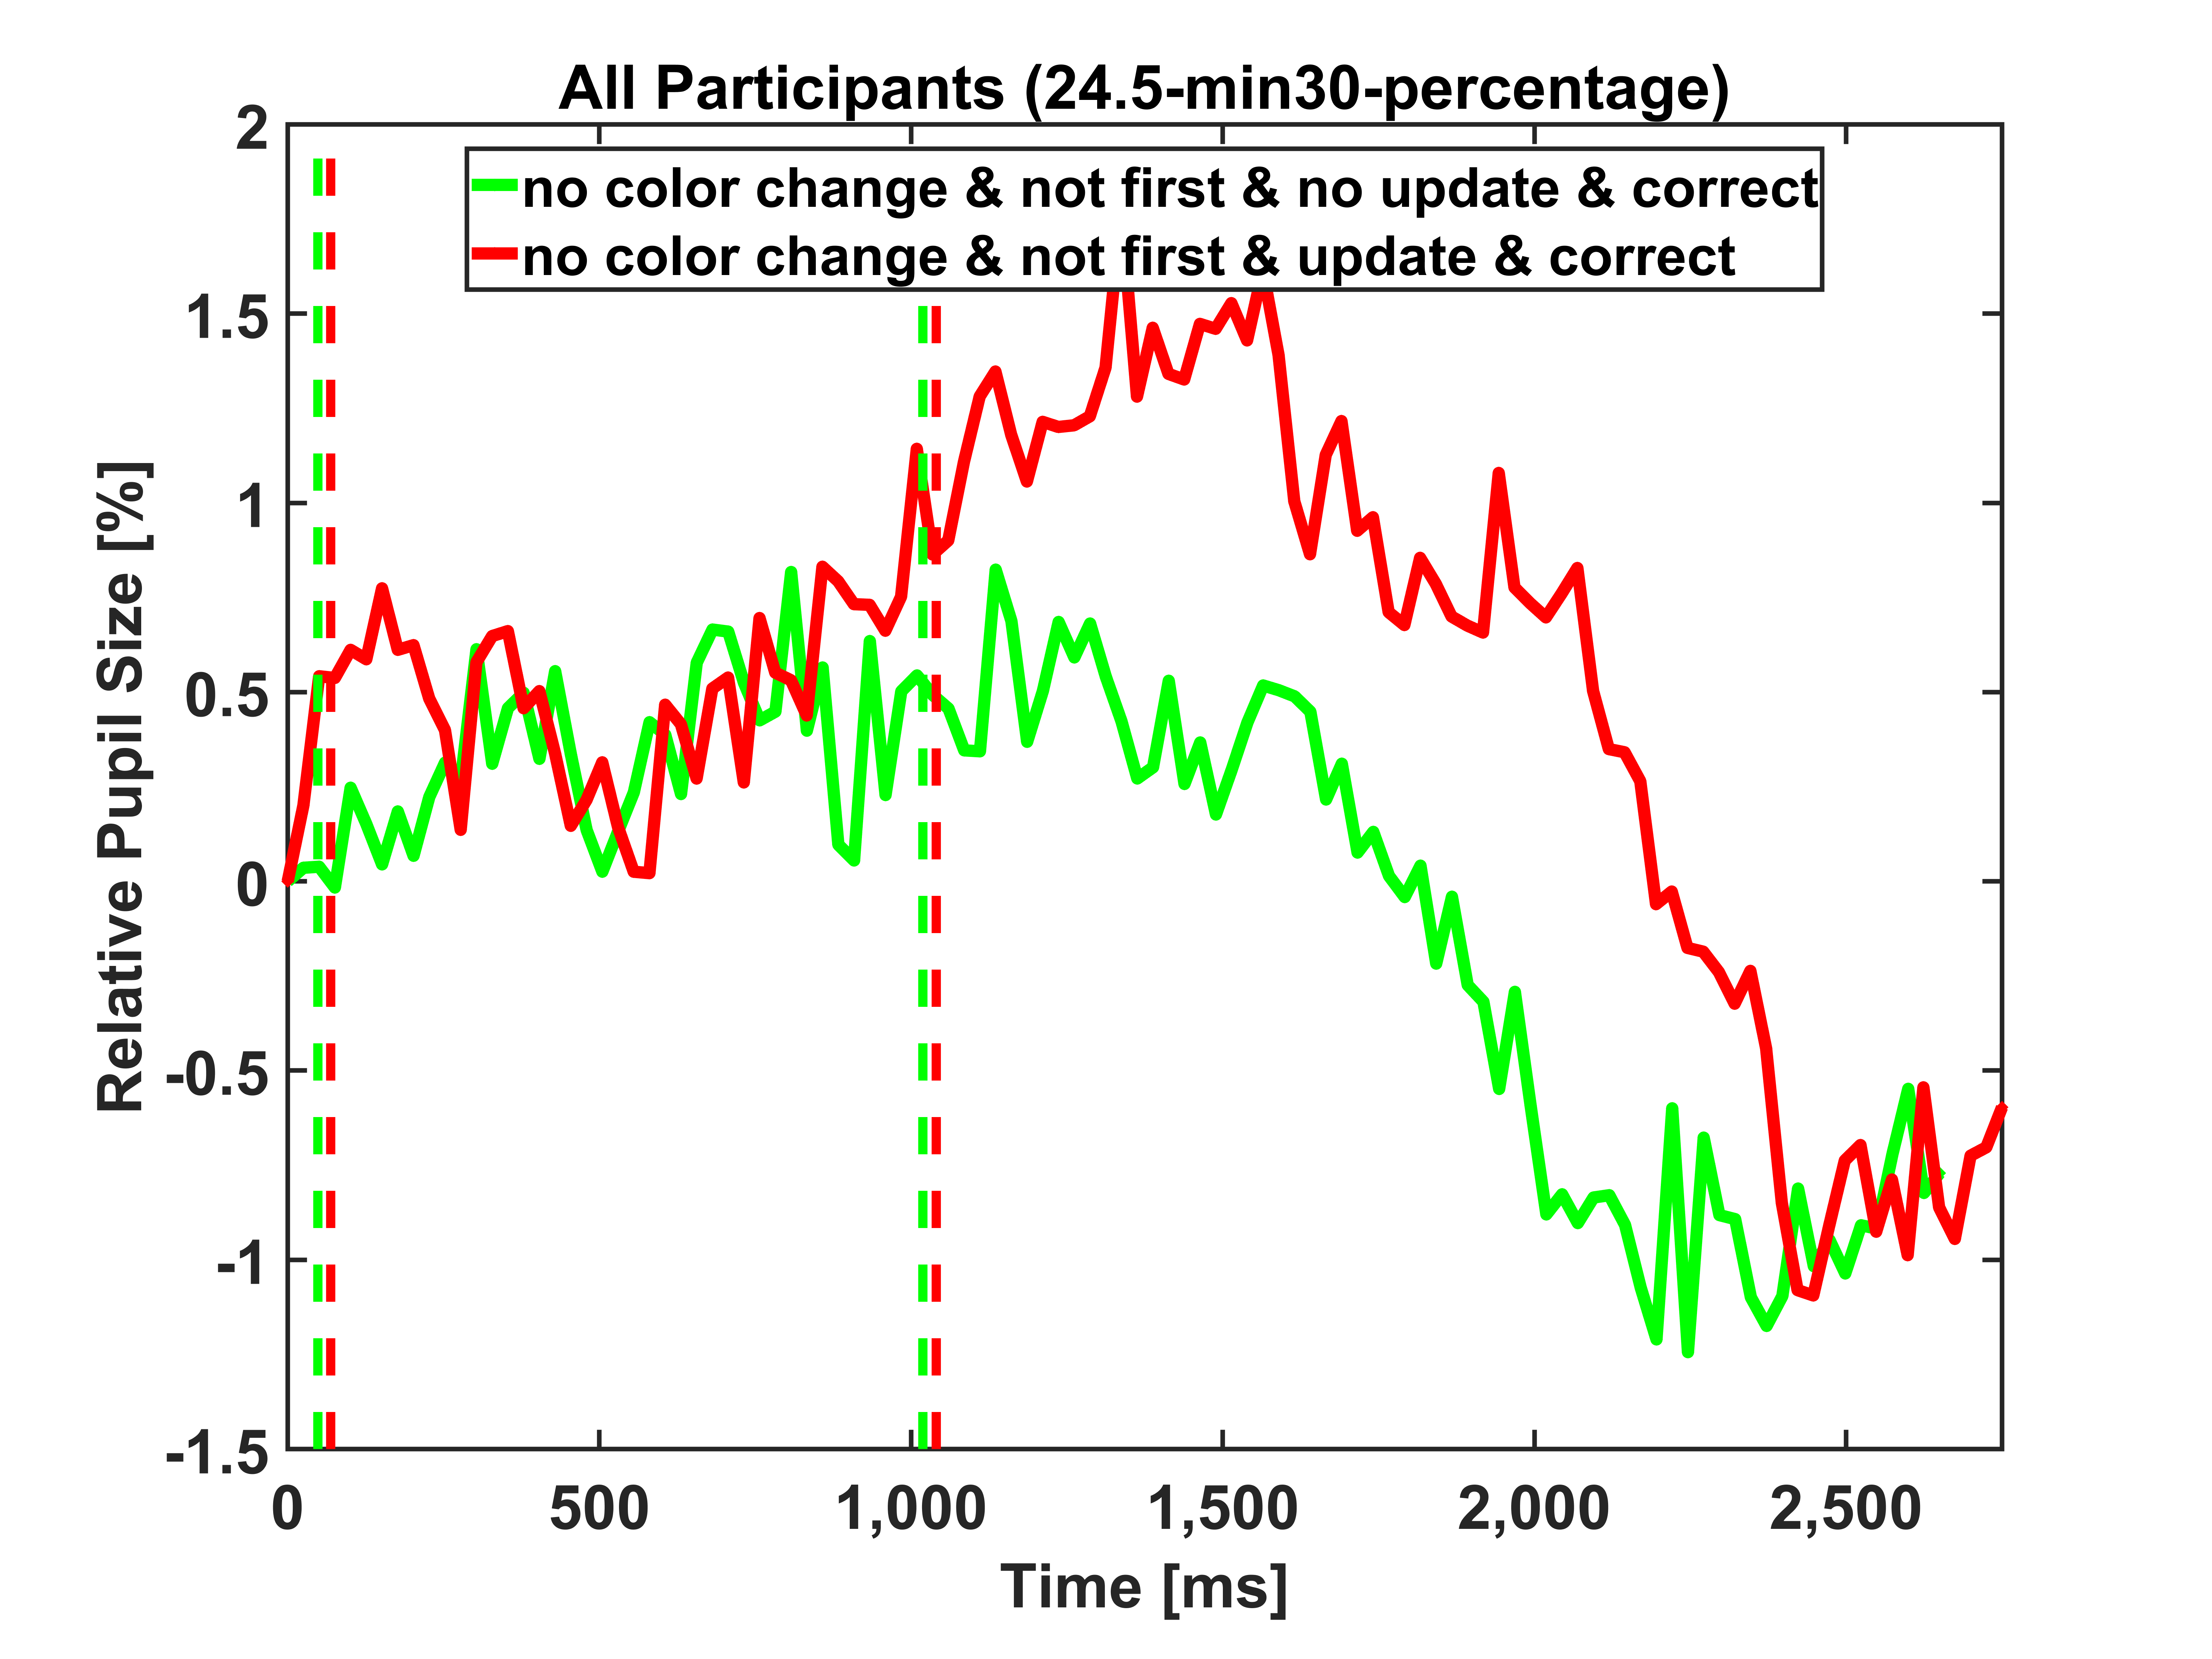 All Participants (24.5-min30-percentage)
no color change & not first & no update & correct
no color change & not first & update & correct
Relative Pupil Size [%]
2
1.5
1
0.5
0
-0.5
-1
-1.5
0 500 1,000 1,500 2,000 2,500
Time [ms]